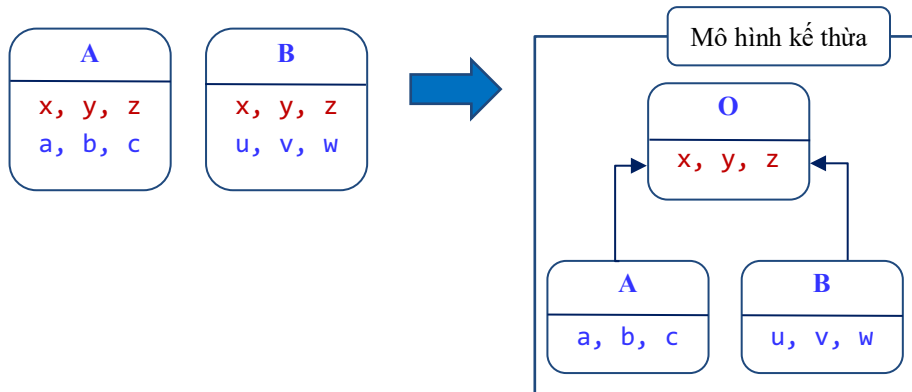 A
x, y, z
a, b, c
B
x, y, z
u, v, w
Mô hình kế thừa
O
x, y, z
A
a, b, c
B
u, v, w